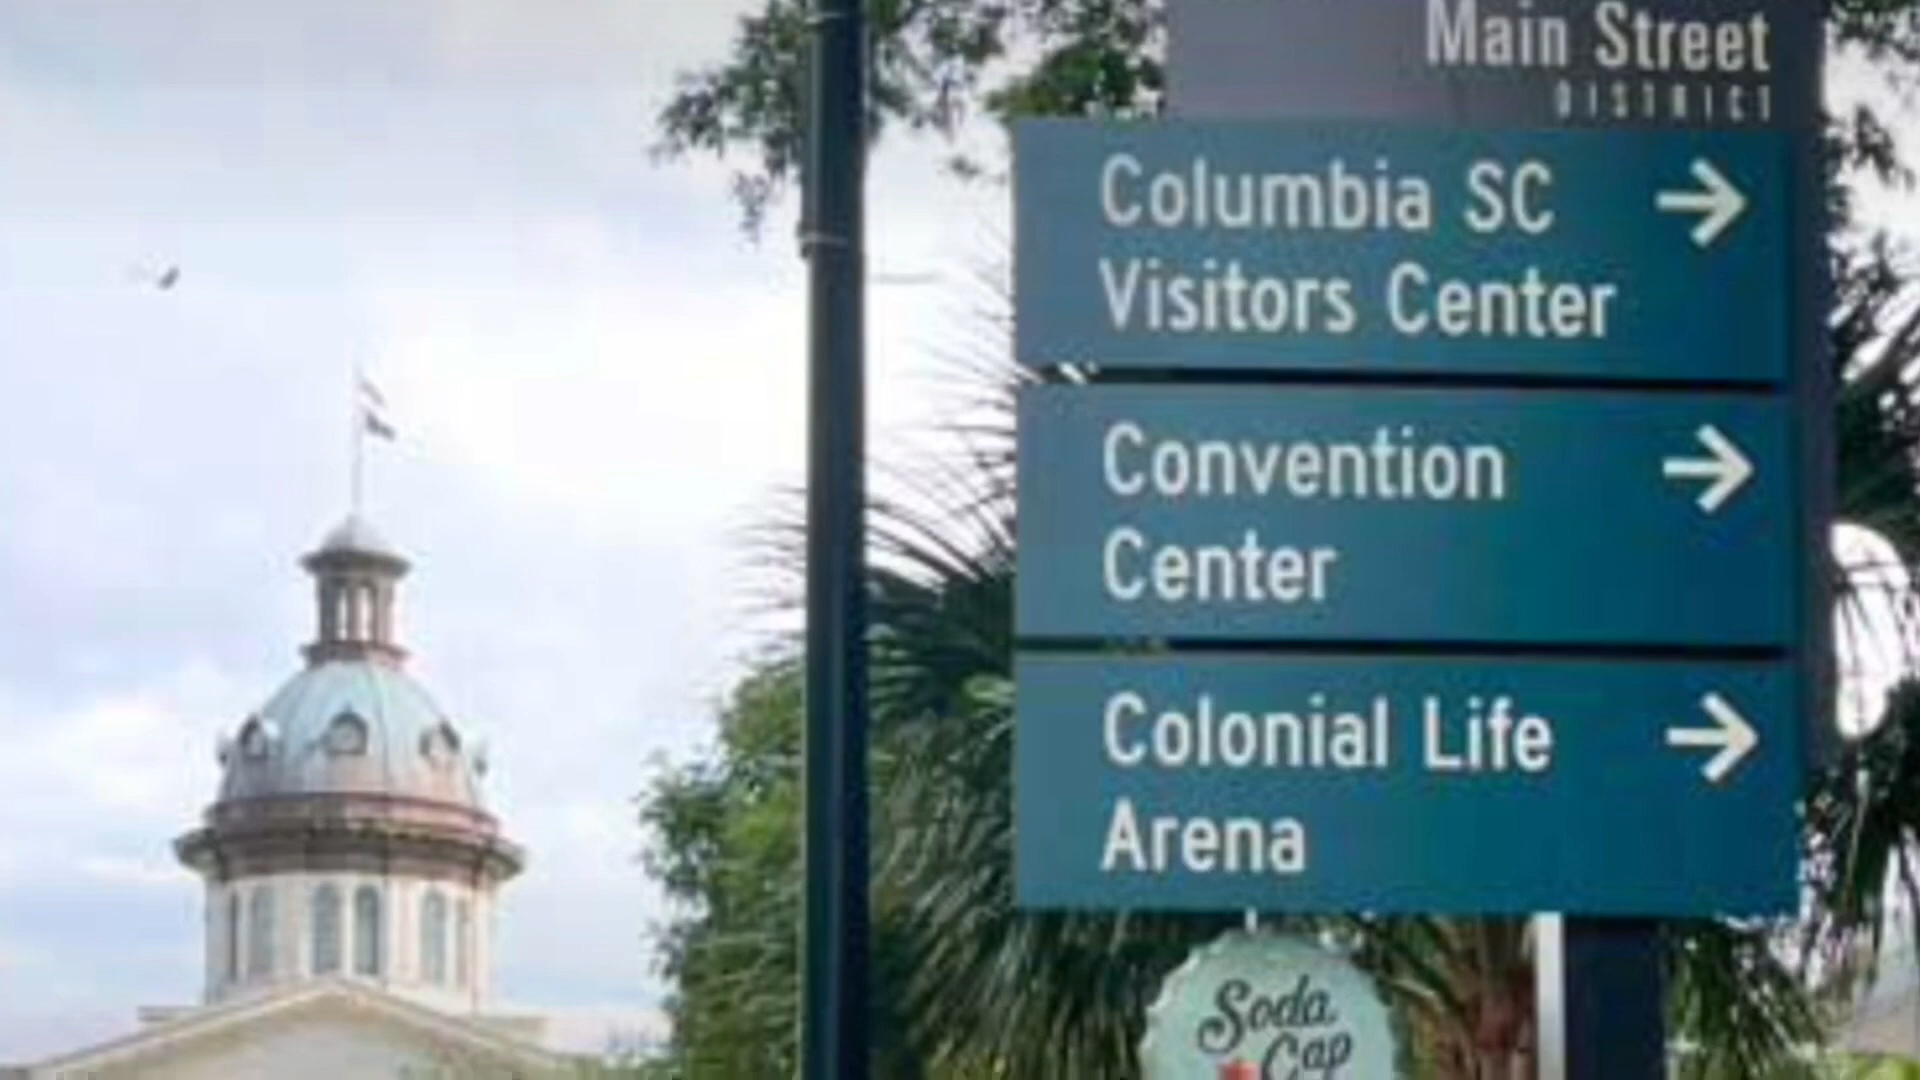 Main Street
DISTRICT
Columbia SC
Visitors Center
Convention
Center
Colonial Life
Arena
Soda
Cap